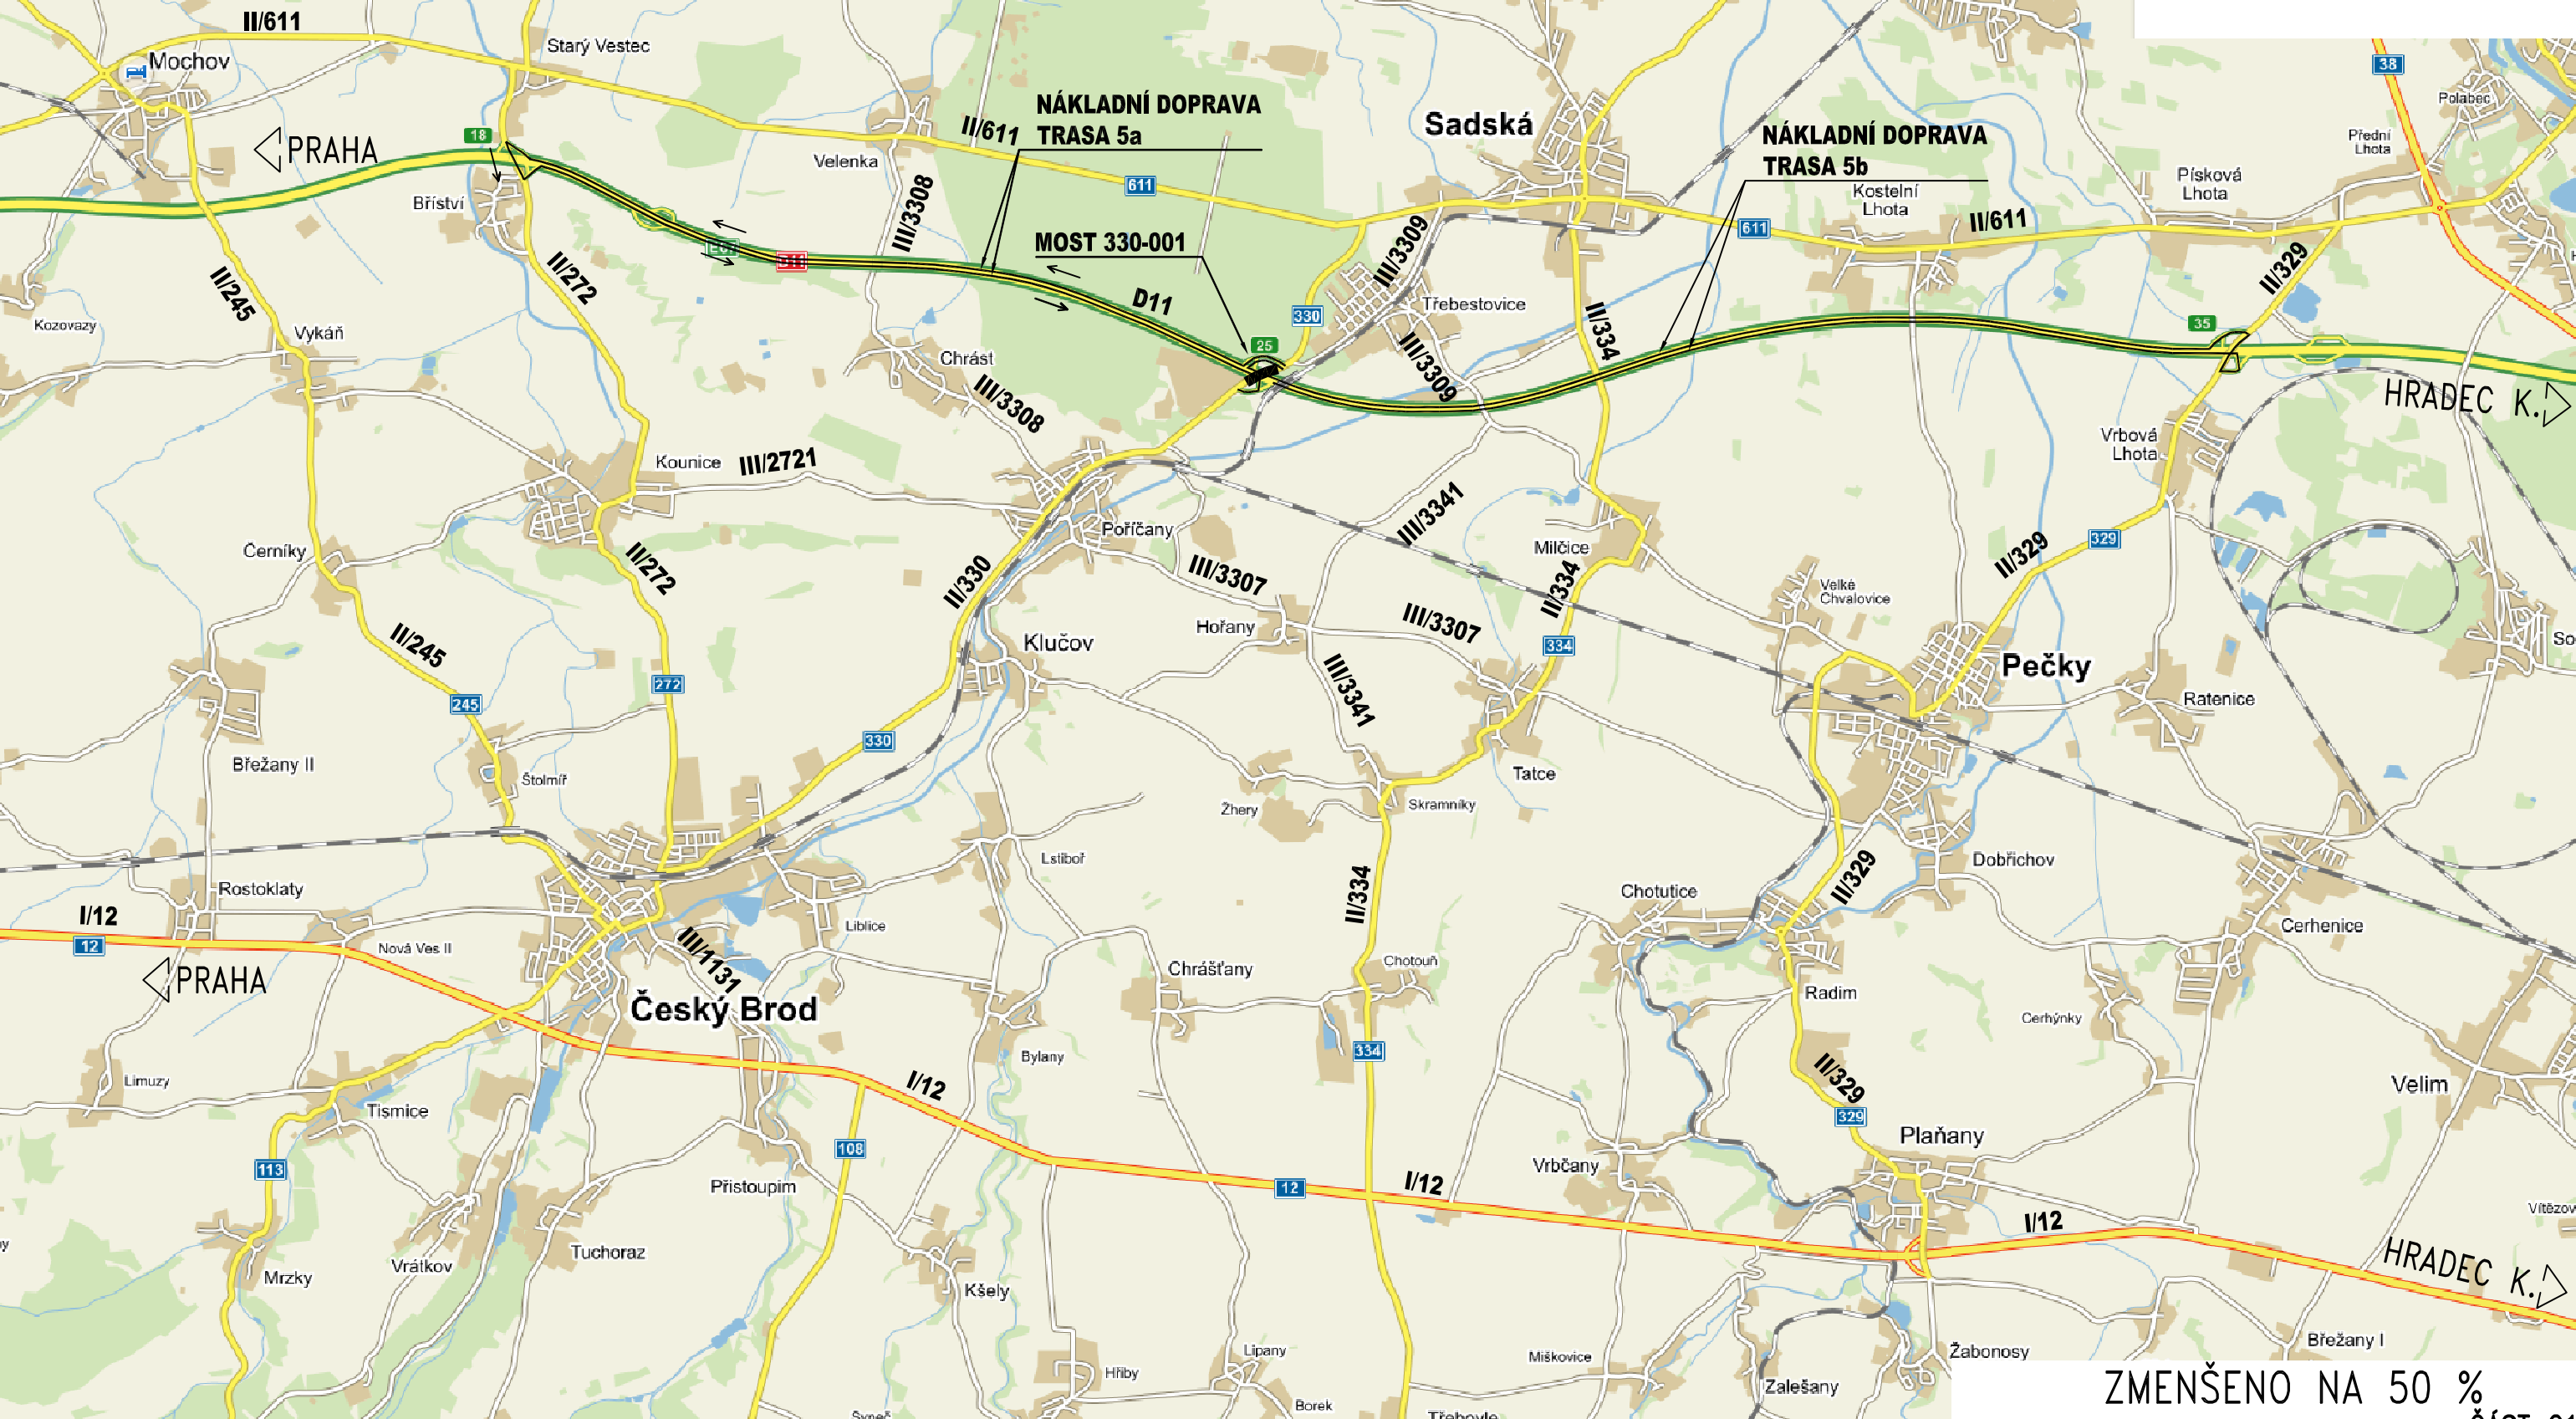 II/611
Starý Vestec
Mochov
38
Polabec
Přední
Lhota
NÁKLADNÍ DOPRAVA
TRASA 5a
II/611
Sadská
NÁKLADNÍ DOPRAVA
TRASA 5b
18
PRAHA
Velenka
611
Kostelní
Lhota
Písková
Lhota
Bříství
III/3308
MOST 330-001
III/3309
611
II/611
II/329
II/245
II/272
D11
330
Třebestovice
II/334
Kozovazy
Vykáň
Chrást
25
35
III/3308
III/3309
HRADEC K.
Vrbová
Lhota
Kounice
III/2721
III/3341
Poříčany
Milčice
329
II/329
Černíky
II/272
II/330
III/3307
II/334
Velké
Chvalovice
Hořany
III/3307
Klučov
II/245
334
Pečky
So
272
III/3341
Ratenice
245
330
Břežany II
Štolmíř
Žhery
Skramníky
Tatce
Lstiboř
Dobřichov
Rostoklaty
II/334
II/329
Chotutice
I/12
12
Nová Ves II
Liblice
Cerhenice
III/1131
PRAHA
Chrášťany
Chotouň
Český Brod
Radim
Cerhýnky
334
Bylany
Limuzy
I/12
II/329
Velim
Tismice
329
Plaňany
108
113
Vrbčany
Přistoupim
12
I/12
I/12
Vítězov
Tuchoraz
Vrátkov
Mrzky
Kšely
HRADEC K.
Břežany I
Lipany
Miškovice
Žabonosy
Hřiby
Zalešany
ZMENŠENO NA 50 %
Borek